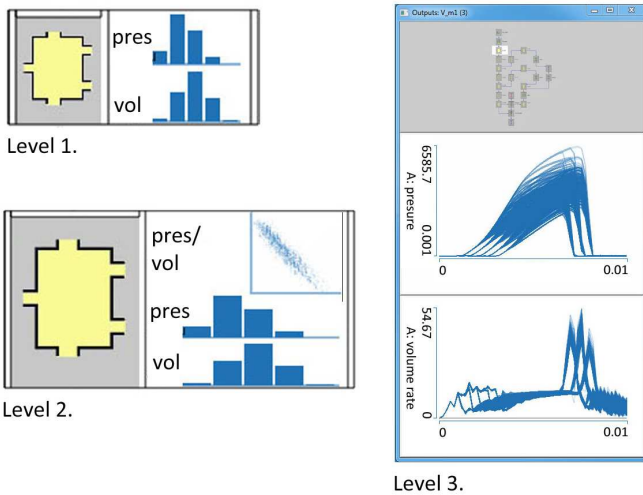 pres
vol
Level 1.
pres/
vol
pres
vol
Level 2.
Outputs: V_m1 (3)
6585.7
0.001
A: presure
0
0.01
54.67
0
A: volume rate
0
0.01
Level 3.